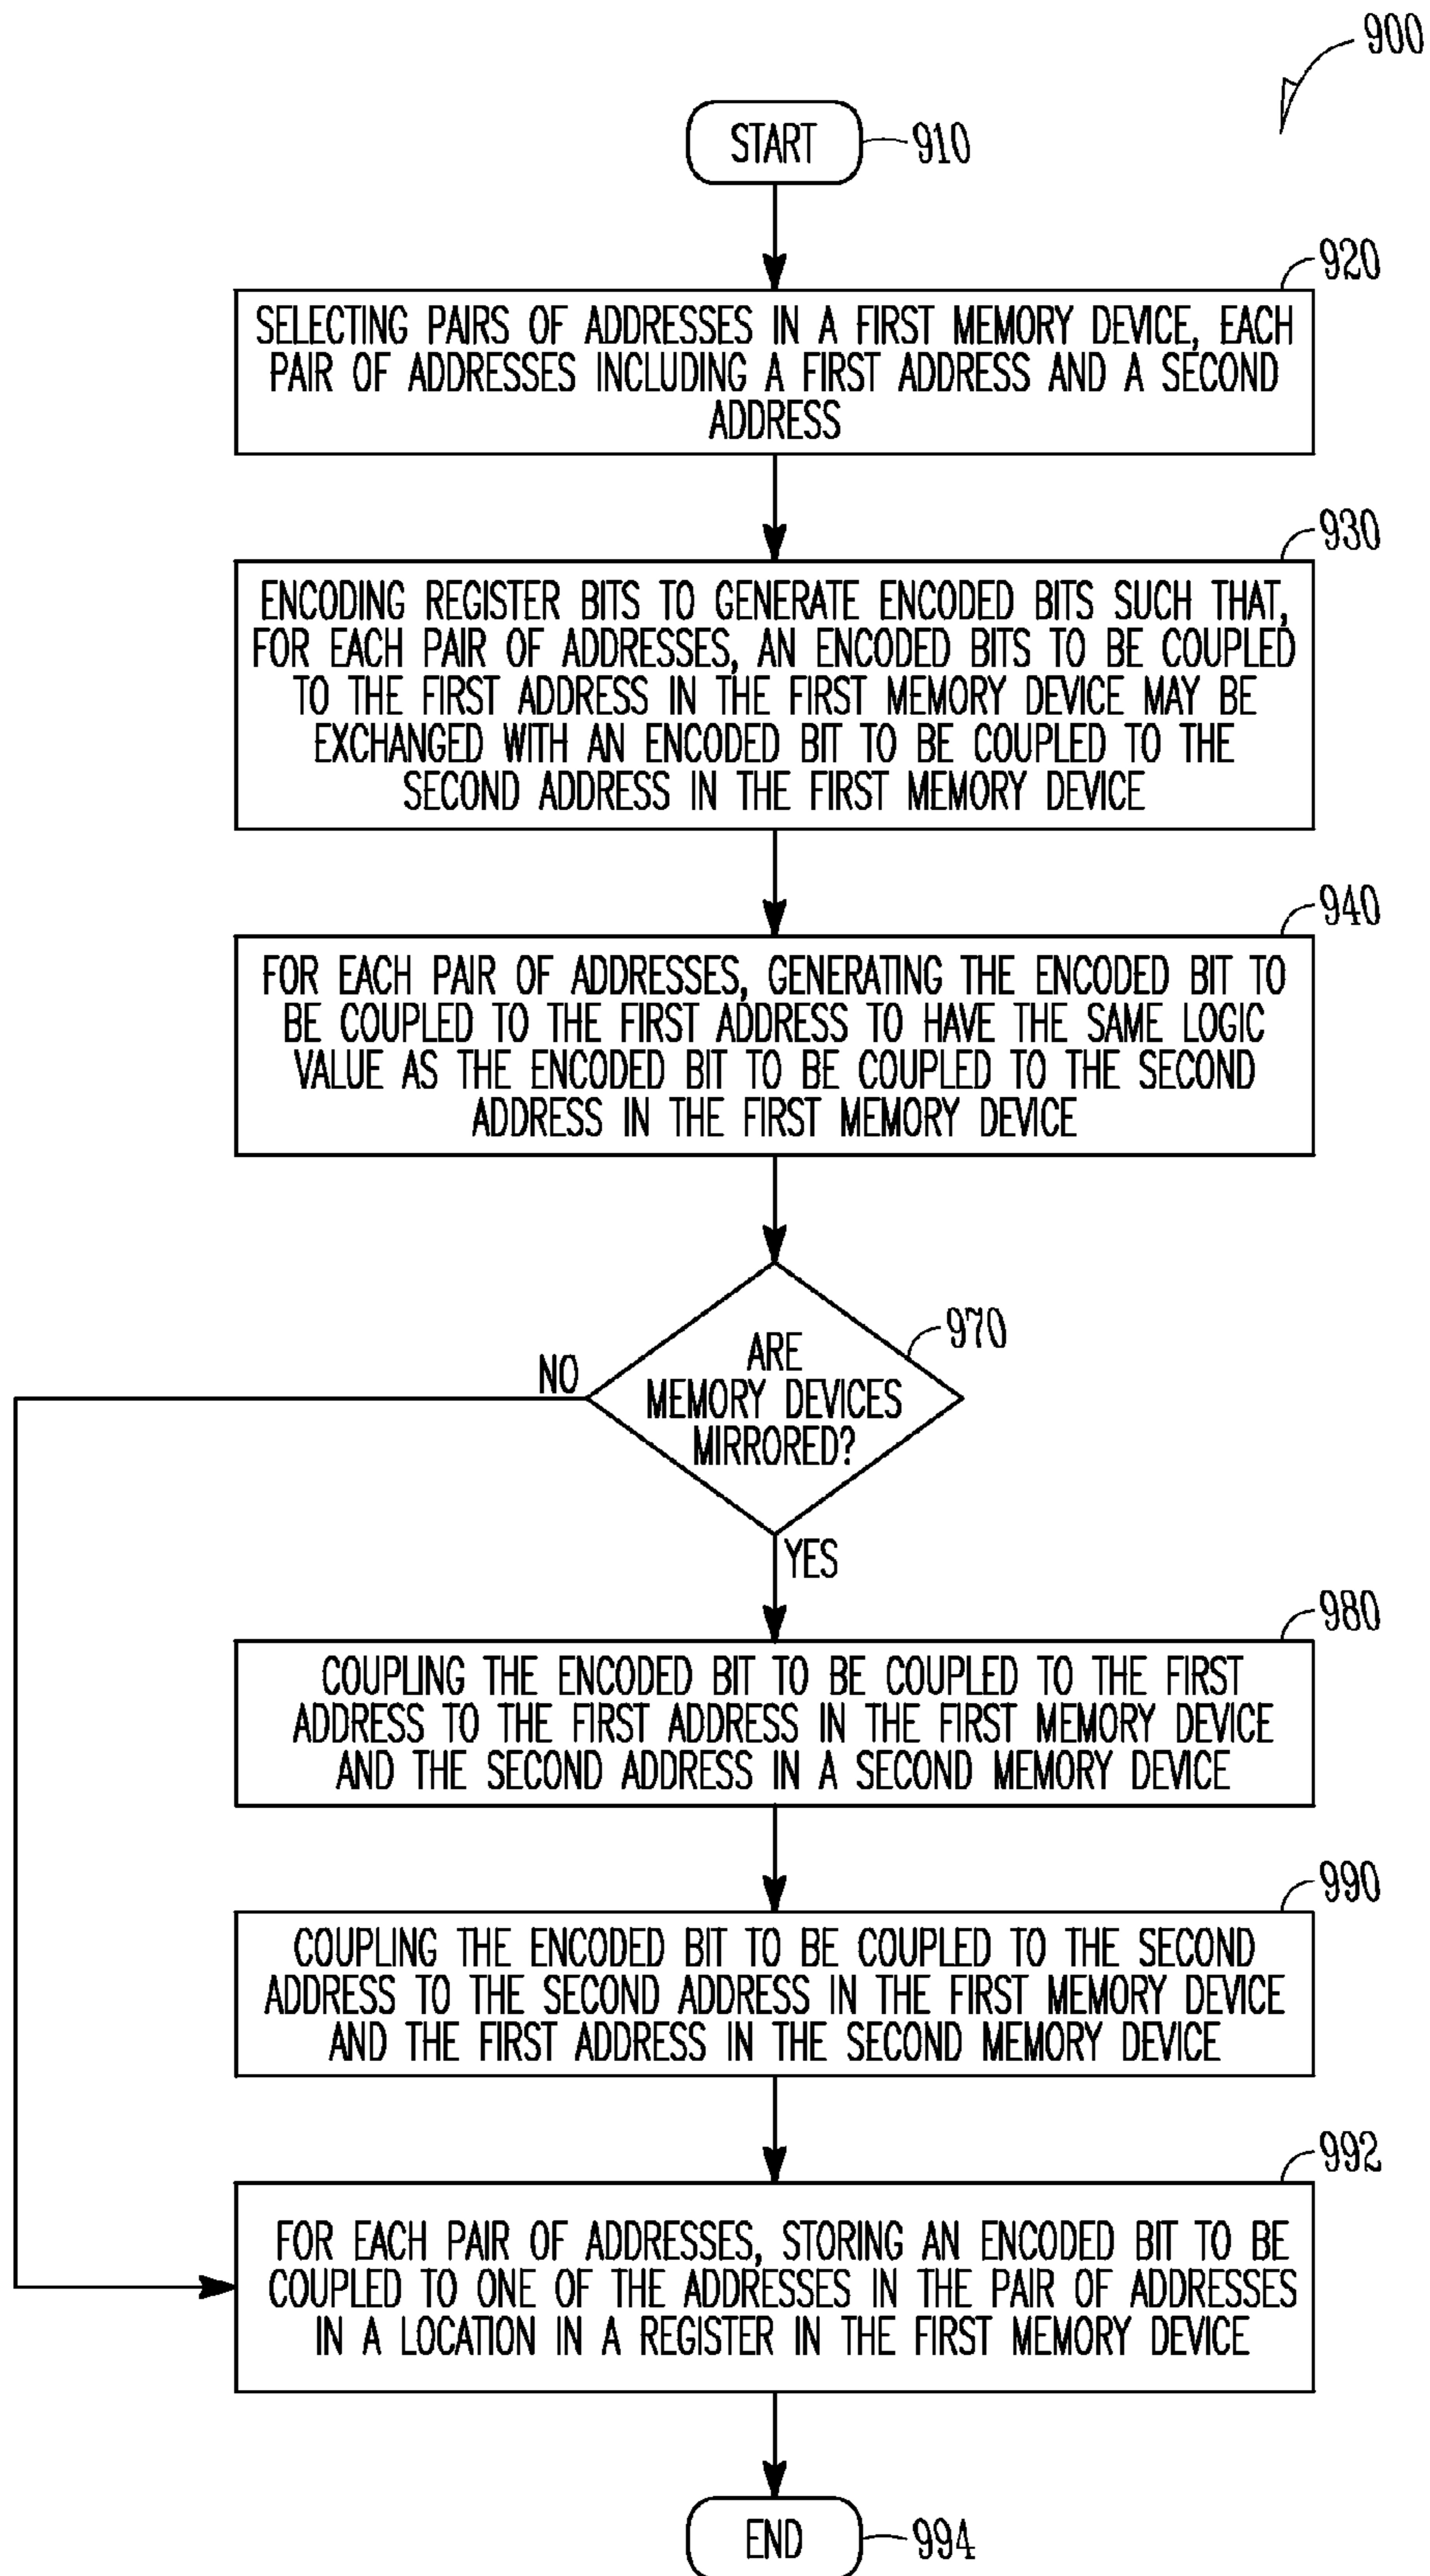 900
START
910
920
SELECTING PAIRS OF ADDRESSES IN A FIRST MEMORY DEVICE, EACH
PAIR OF ADDRESSES INCLUDING A FIRST ADDRESS AND A SECOND
ADDRESS
930
ENCODING REGISTER BITS TO GENERATE ENCODED BITS SUCH THAT,
FOR EACH PAIR OF ADDRESSES, AN ENCODED BITS TO BE COUPLED
TO THE FIRST ADDRESS IN THE FIRST MEMORY DEVICE MAY BE
EXCHANGED WITH AN ENCODED BIT TO BE COUPLED TO THE
SECOND ADDRESS IN THE FIRST MEMORY DEVICE
940
FOR EACH PAIR OF ADDRESSES, GENERATING THE ENCODED BIT TO
BE COUPLED TO THE FIRST ADDRESS TO HAVE THE SAME LOGIC
VALUE AS THE ENCODED BIT TO BE COUPLED TO THE SECOND
ADDRESS IN THE FIRST MEMORY DEVICE
970
ARE
MEMORY DEVICES
MIRRORED?
NO
YES
980
COUPLING THE ENCODED BIT TO BE COUPLED TO THE FIRST
ADDRESS TO THE FIRST ADDRESS IN THE FIRST MEMORY DEVICE
AND THE SECOND ADDRESS IN A SECOND MEMORY DEVICE
990
COUPLING THE ENCODED BIT TO BE COUPLED TO THE SECOND
ADDRESS TO THE SECOND ADDRESS IN THE FIRST MEMORY DEVICE
AND THE FIRST ADDRESS IN THE SECOND MEMORY DEVICE
992
FOR EACH PAIR OF ADDRESSES, STORING AN ENCODED BIT TO BE
COUPLED TO ONE OF THE ADDRESSES IN THE PAIR OF ADDRESSES
IN A LOCATION IN A REGISTER IN THE FIRST MEMORY DEVICE
END
994